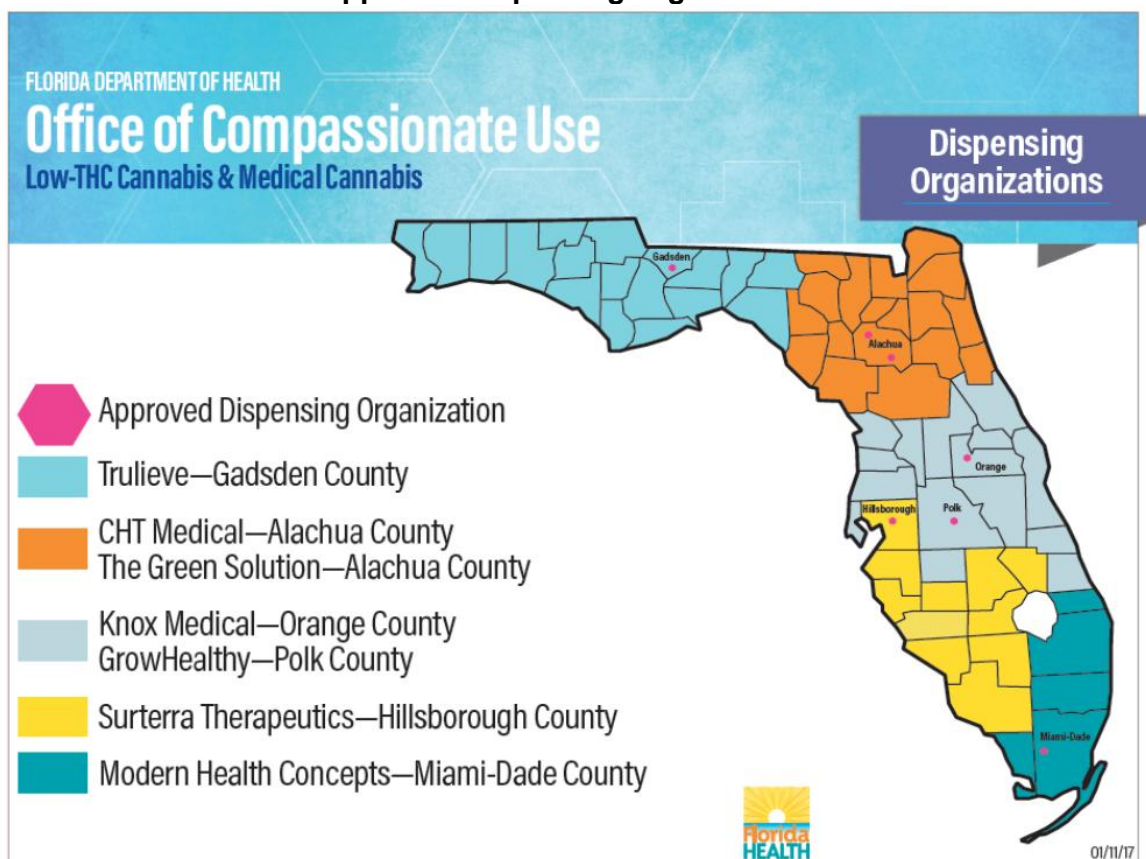 FLORIDA DEPARTMENT OF HEALTH
Office of Compassionate Use
Low-THC Cannabis & Medical Cannabis
Dispensing
Organizations
Gadsden
Alachua
Orange
Hillsborough
Polk
Miami-Dade
Approved Dispensing Organization
Trulieve—Gadsden County
CHT Medical—Alachua County
The Green Solution—Alachua County
Knox Medical—Orange County
GrowHealthy—Polk County
Surterra Therapeutics—Hillsborough County
Modern Health Concepts—Miami-Dade County
Florida
HEALTH
01/11/17